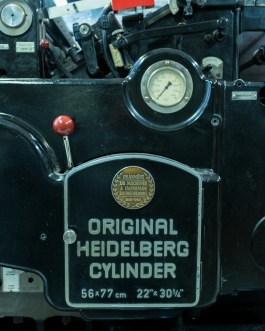 ORIGINAL
HEIDELBERG
CYLINDER
56×77 cm 22"×30¼"